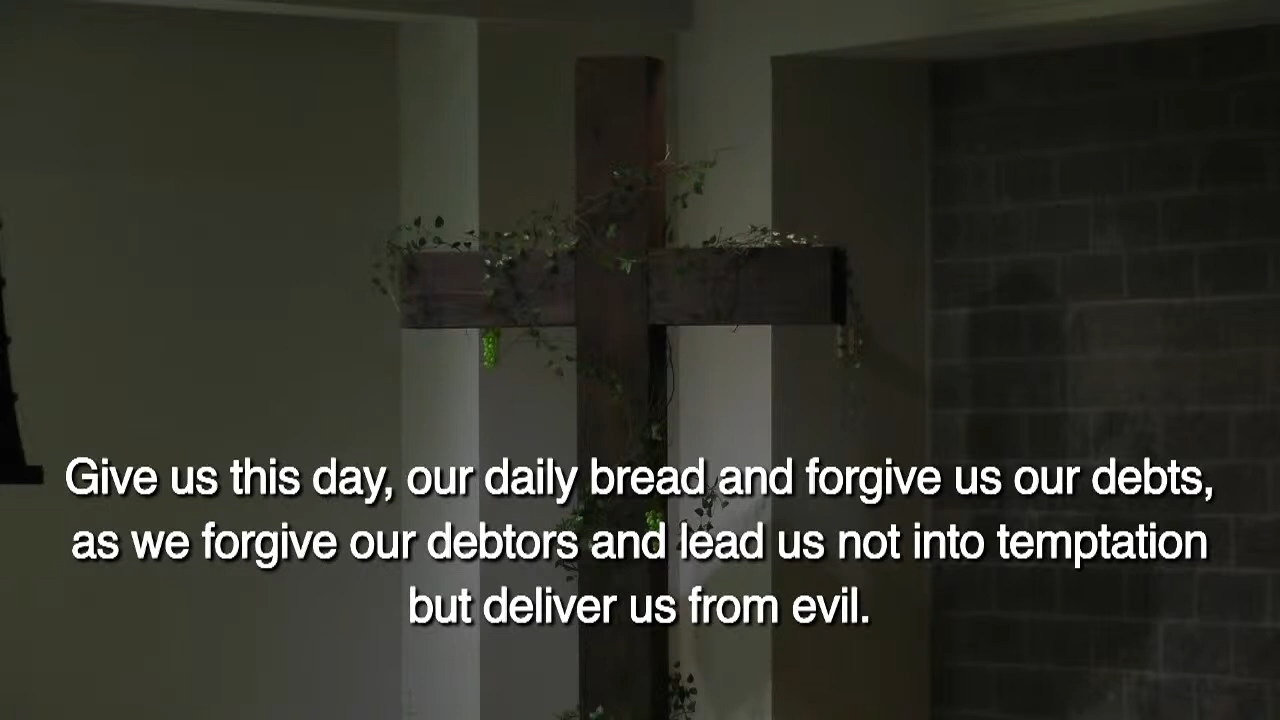 Give us this day, our daily bread and forgive us our debts,
as we forgive our debtors and lead us not into temptation
but deliver us from evil.